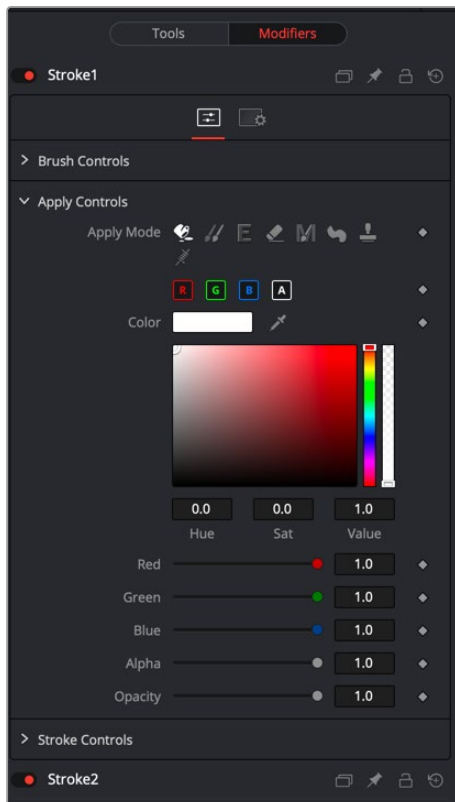 Tools Modifiers
Stroke1
Brush Controls
Apply Controls
Apply Mode E M
R G B A
Color
0.0 0.0 1.0
Hue Sat Value
Red 1.0
Green 1.0
Blue 1.0
Alpha 1.0
Opacity 1.0
Stroke Controls
Stroke2